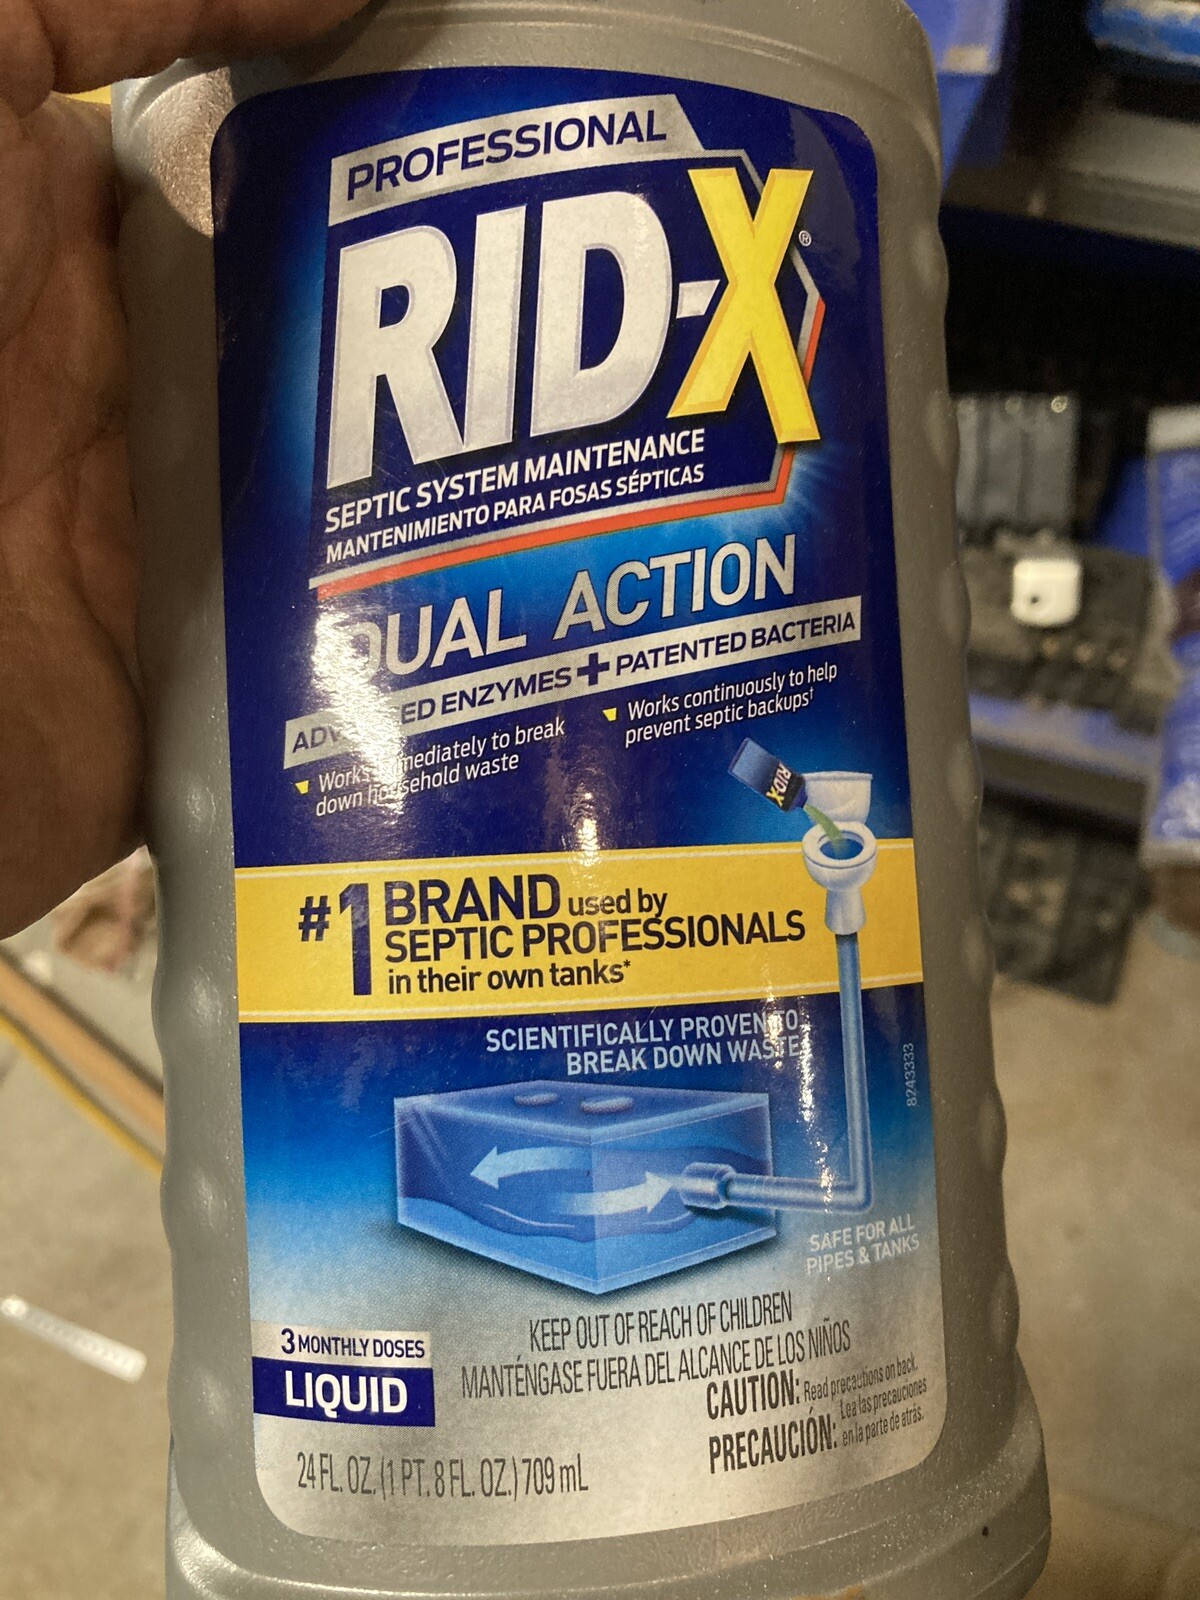 PROFESSIONAL
RID-X®
SEPTIC SYSTEM MAINTENANCE
MANTENIMIENTO PARA FOSAS SÉPTICAS
DUAL ACTION
ADVANCED ENZYMES + PATENTED BACTERIA
Works immediately to break
down household waste
Works continuously to help
prevent septic backups†
RID-X
#1 BRAND used by
SEPTIC PROFESSIONALS
in their own tanks*
SCIENTIFICALLY PROVEN TO
BREAK DOWN WASTE
8243333
SAFE FOR ALL
PIPES & TANKS
3 MONTHLY DOSES
LIQUID
KEEP OUT OF REACH OF CHILDREN
MANTÉNGASE FUERA DEL ALCANCE DE LOS NIÑOS
CAUTION: Read precautions on back.
PRECAUCIÓN: Lea las precauciones
en la parte de atrás.
24 FL. OZ. (1 PT. 8 FL. OZ.) 709 mL